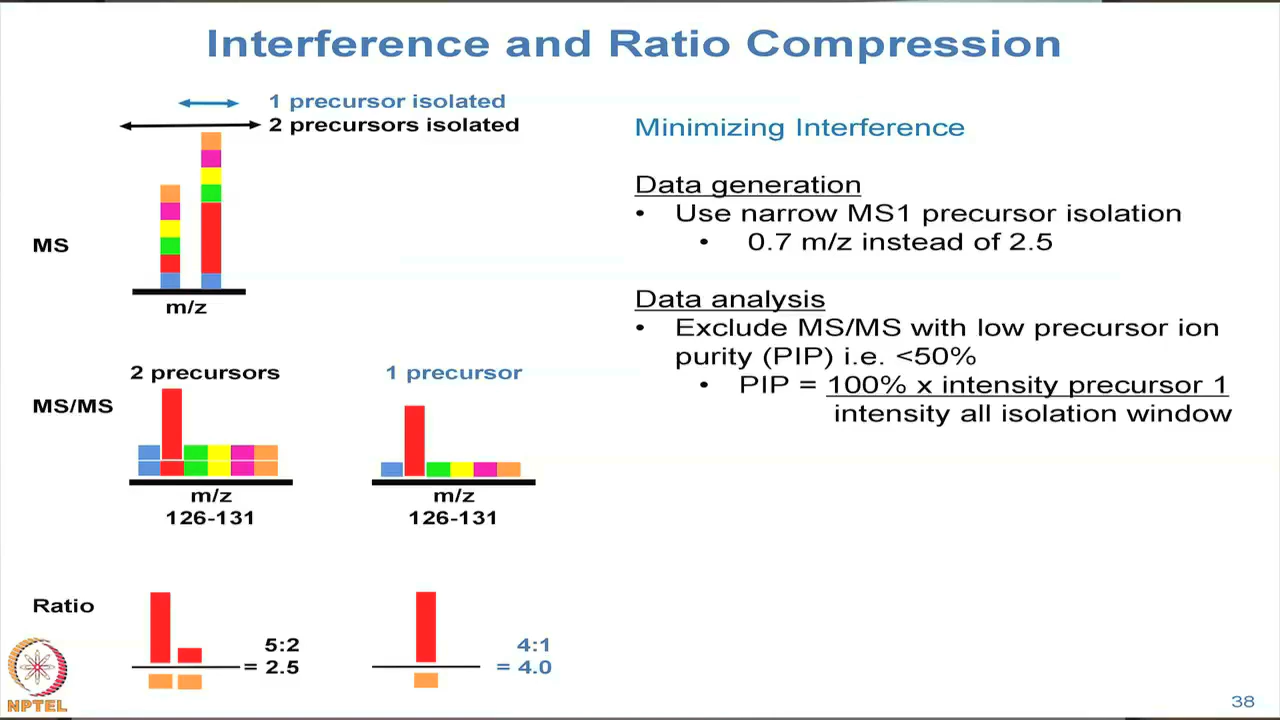 Interference and Ratio Compression
1 precursor isolated
2 precursors isolated
MS
m/z
2 precursors
1 precursor
MS/MS
m/z
126-131
m/z
126-131
Ratio
5:2
= 2.5
4:1
= 4.0
Minimizing Interference
Data generation
• Use narrow MS1 precursor isolation
• 0.7 m/z instead of 2.5
Data analysis
• Exclude MS/MS with low precursor ion
purity (PIP) i.e. <50%
• PIP = 100% x intensity precursor 1
intensity all isolation window
NPTEL
38